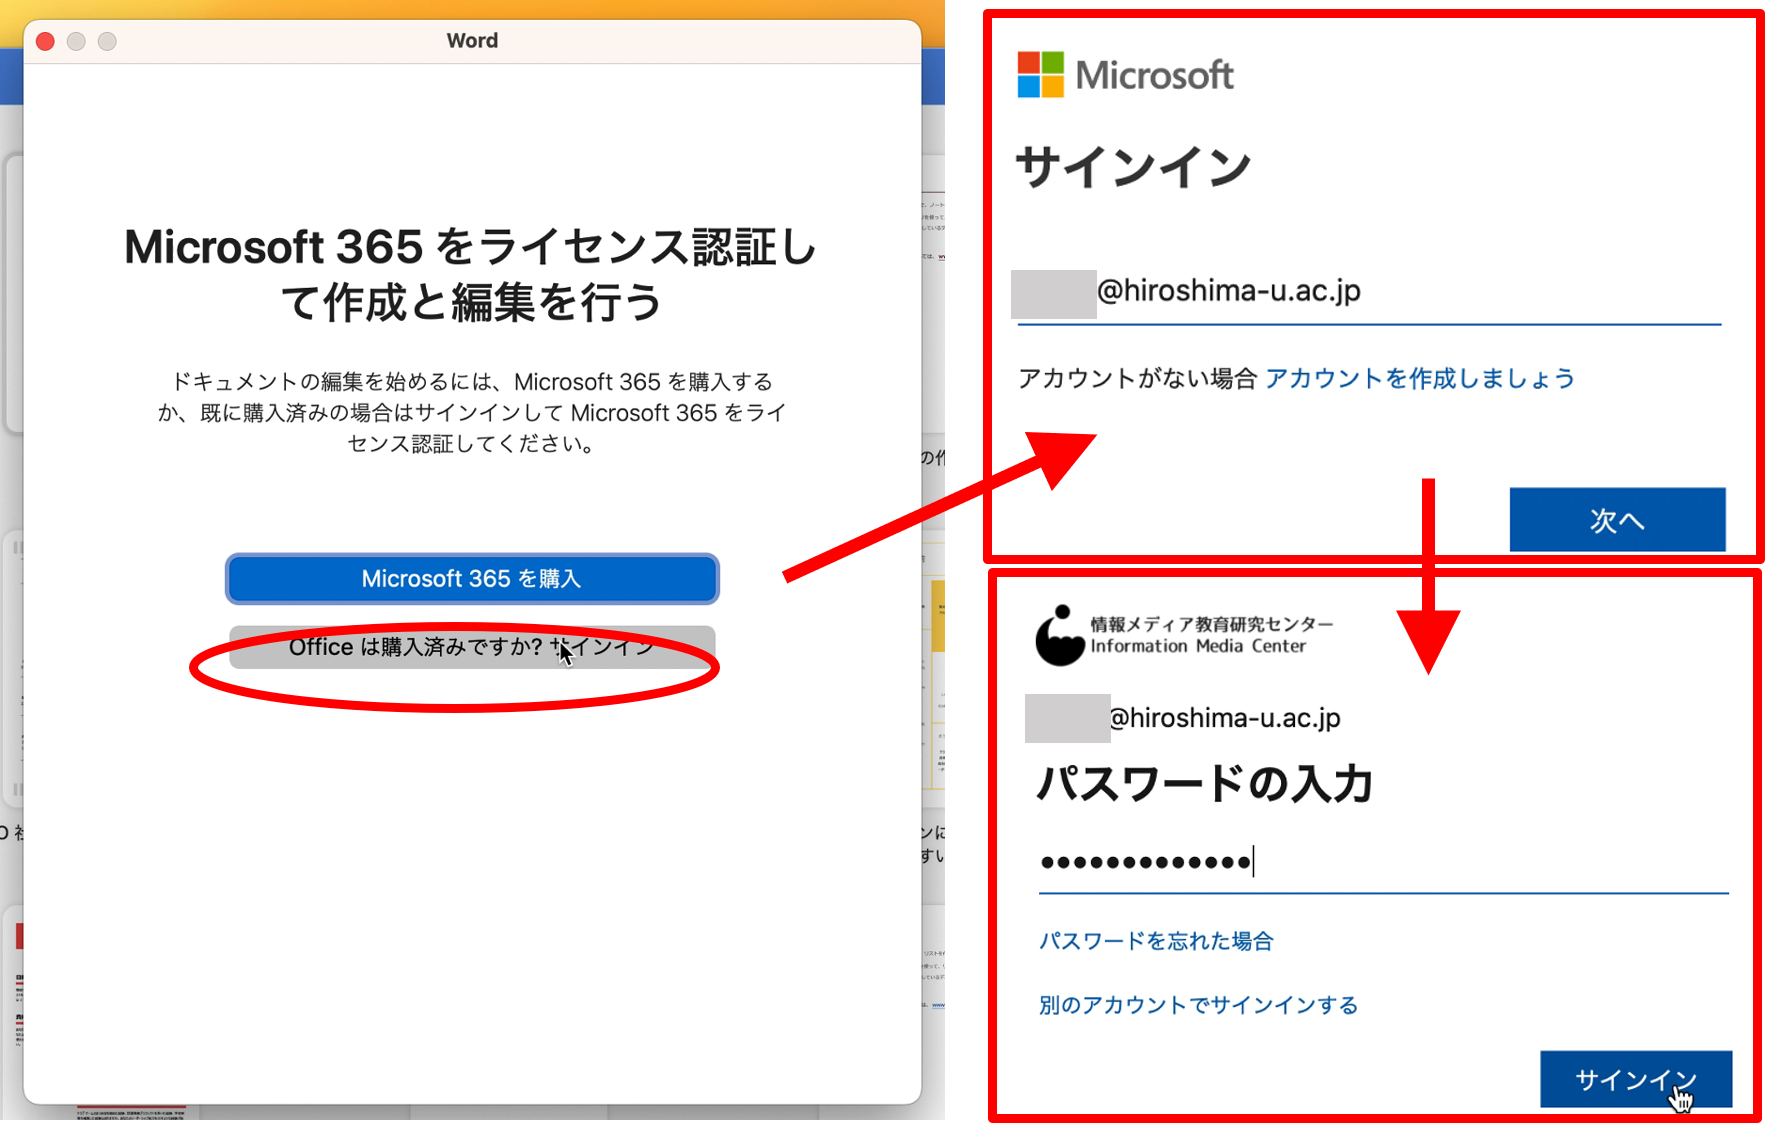 Word
Microsoft 365 をライセンス認証し
て作成と編集を行う
ドキュメントの編集を始めるには、Microsoft 365 を購入する
か、既に購入済みの場合はサインインして Microsoft 365 をライ
センス認証してください。
Microsoft 365 を購入
Office は購入済みですか? サインイン
の作
Microsoft
サインイン
@hiroshima-u.ac.jp
アカウントがない場合 アカウントを作成しましょう
次へ
情報メディア教育研究センター
Information Media Center
@hiroshima-u.ac.jp
パスワードの入力
•••••••••••••
パスワードを忘れた場合
別のアカウントでサインインする
サインイン